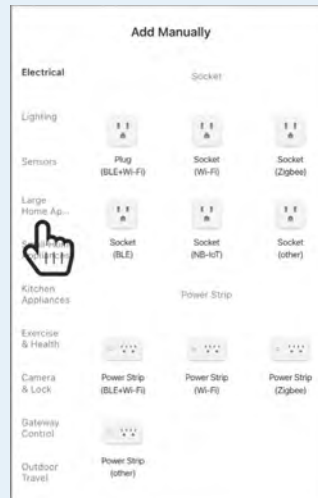 Add Manually
Electrical
Lighting
Sensors
Large
Home Ap...
Appliances
Kitchen
Appliances
Exercise
& Health
Camera
& Lock
Gateway
Control
Outdoor
Travel
Socket
Plug
(BLE+Wi-Fi)
Socket
(Wi-Fi)
Socket
(Zigbee)
Socket
(BLE)
Socket
(NB-IoT)
Socket
(other)
Power Strip
Power Strip
(BLE+Wi-Fi)
Power Strip
(Wi-Fi)
Power Strip
(Zigbee)
Power Strip
(other)